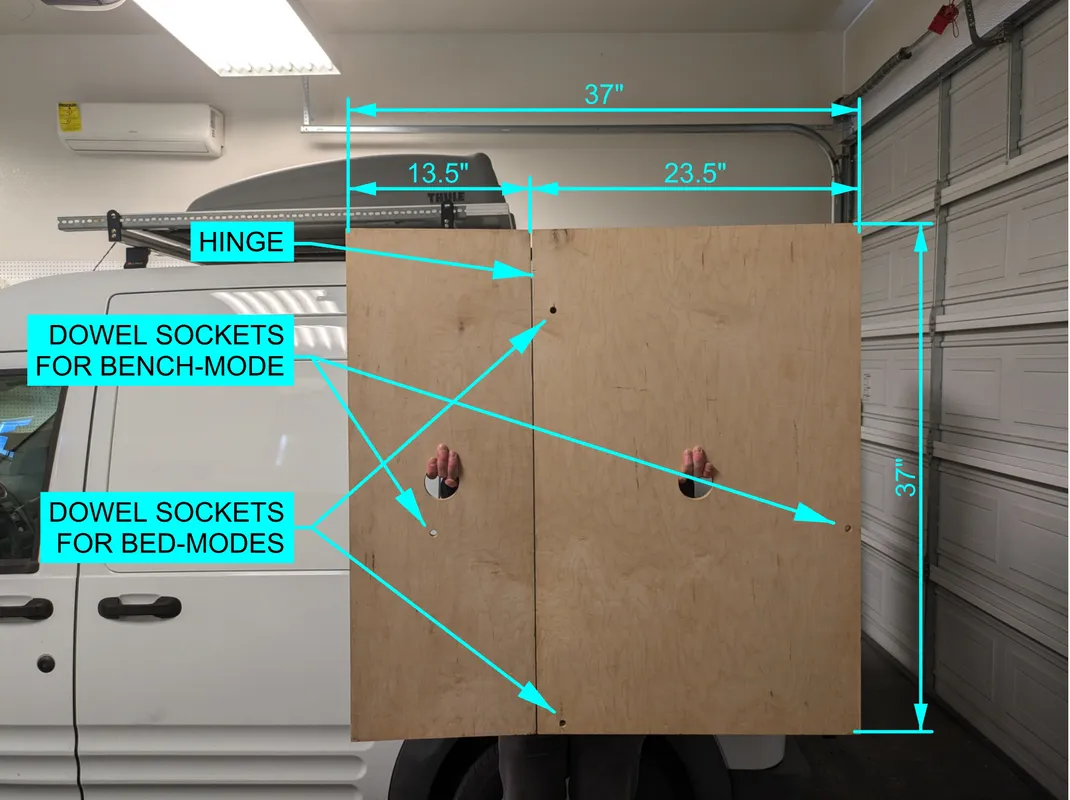 37"
13.5"
23.5"
THULE
HINGE
DOWEL SOCKETS
FOR BENCH-MODE
37"
DOWEL SOCKETS
FOR BED-MODES